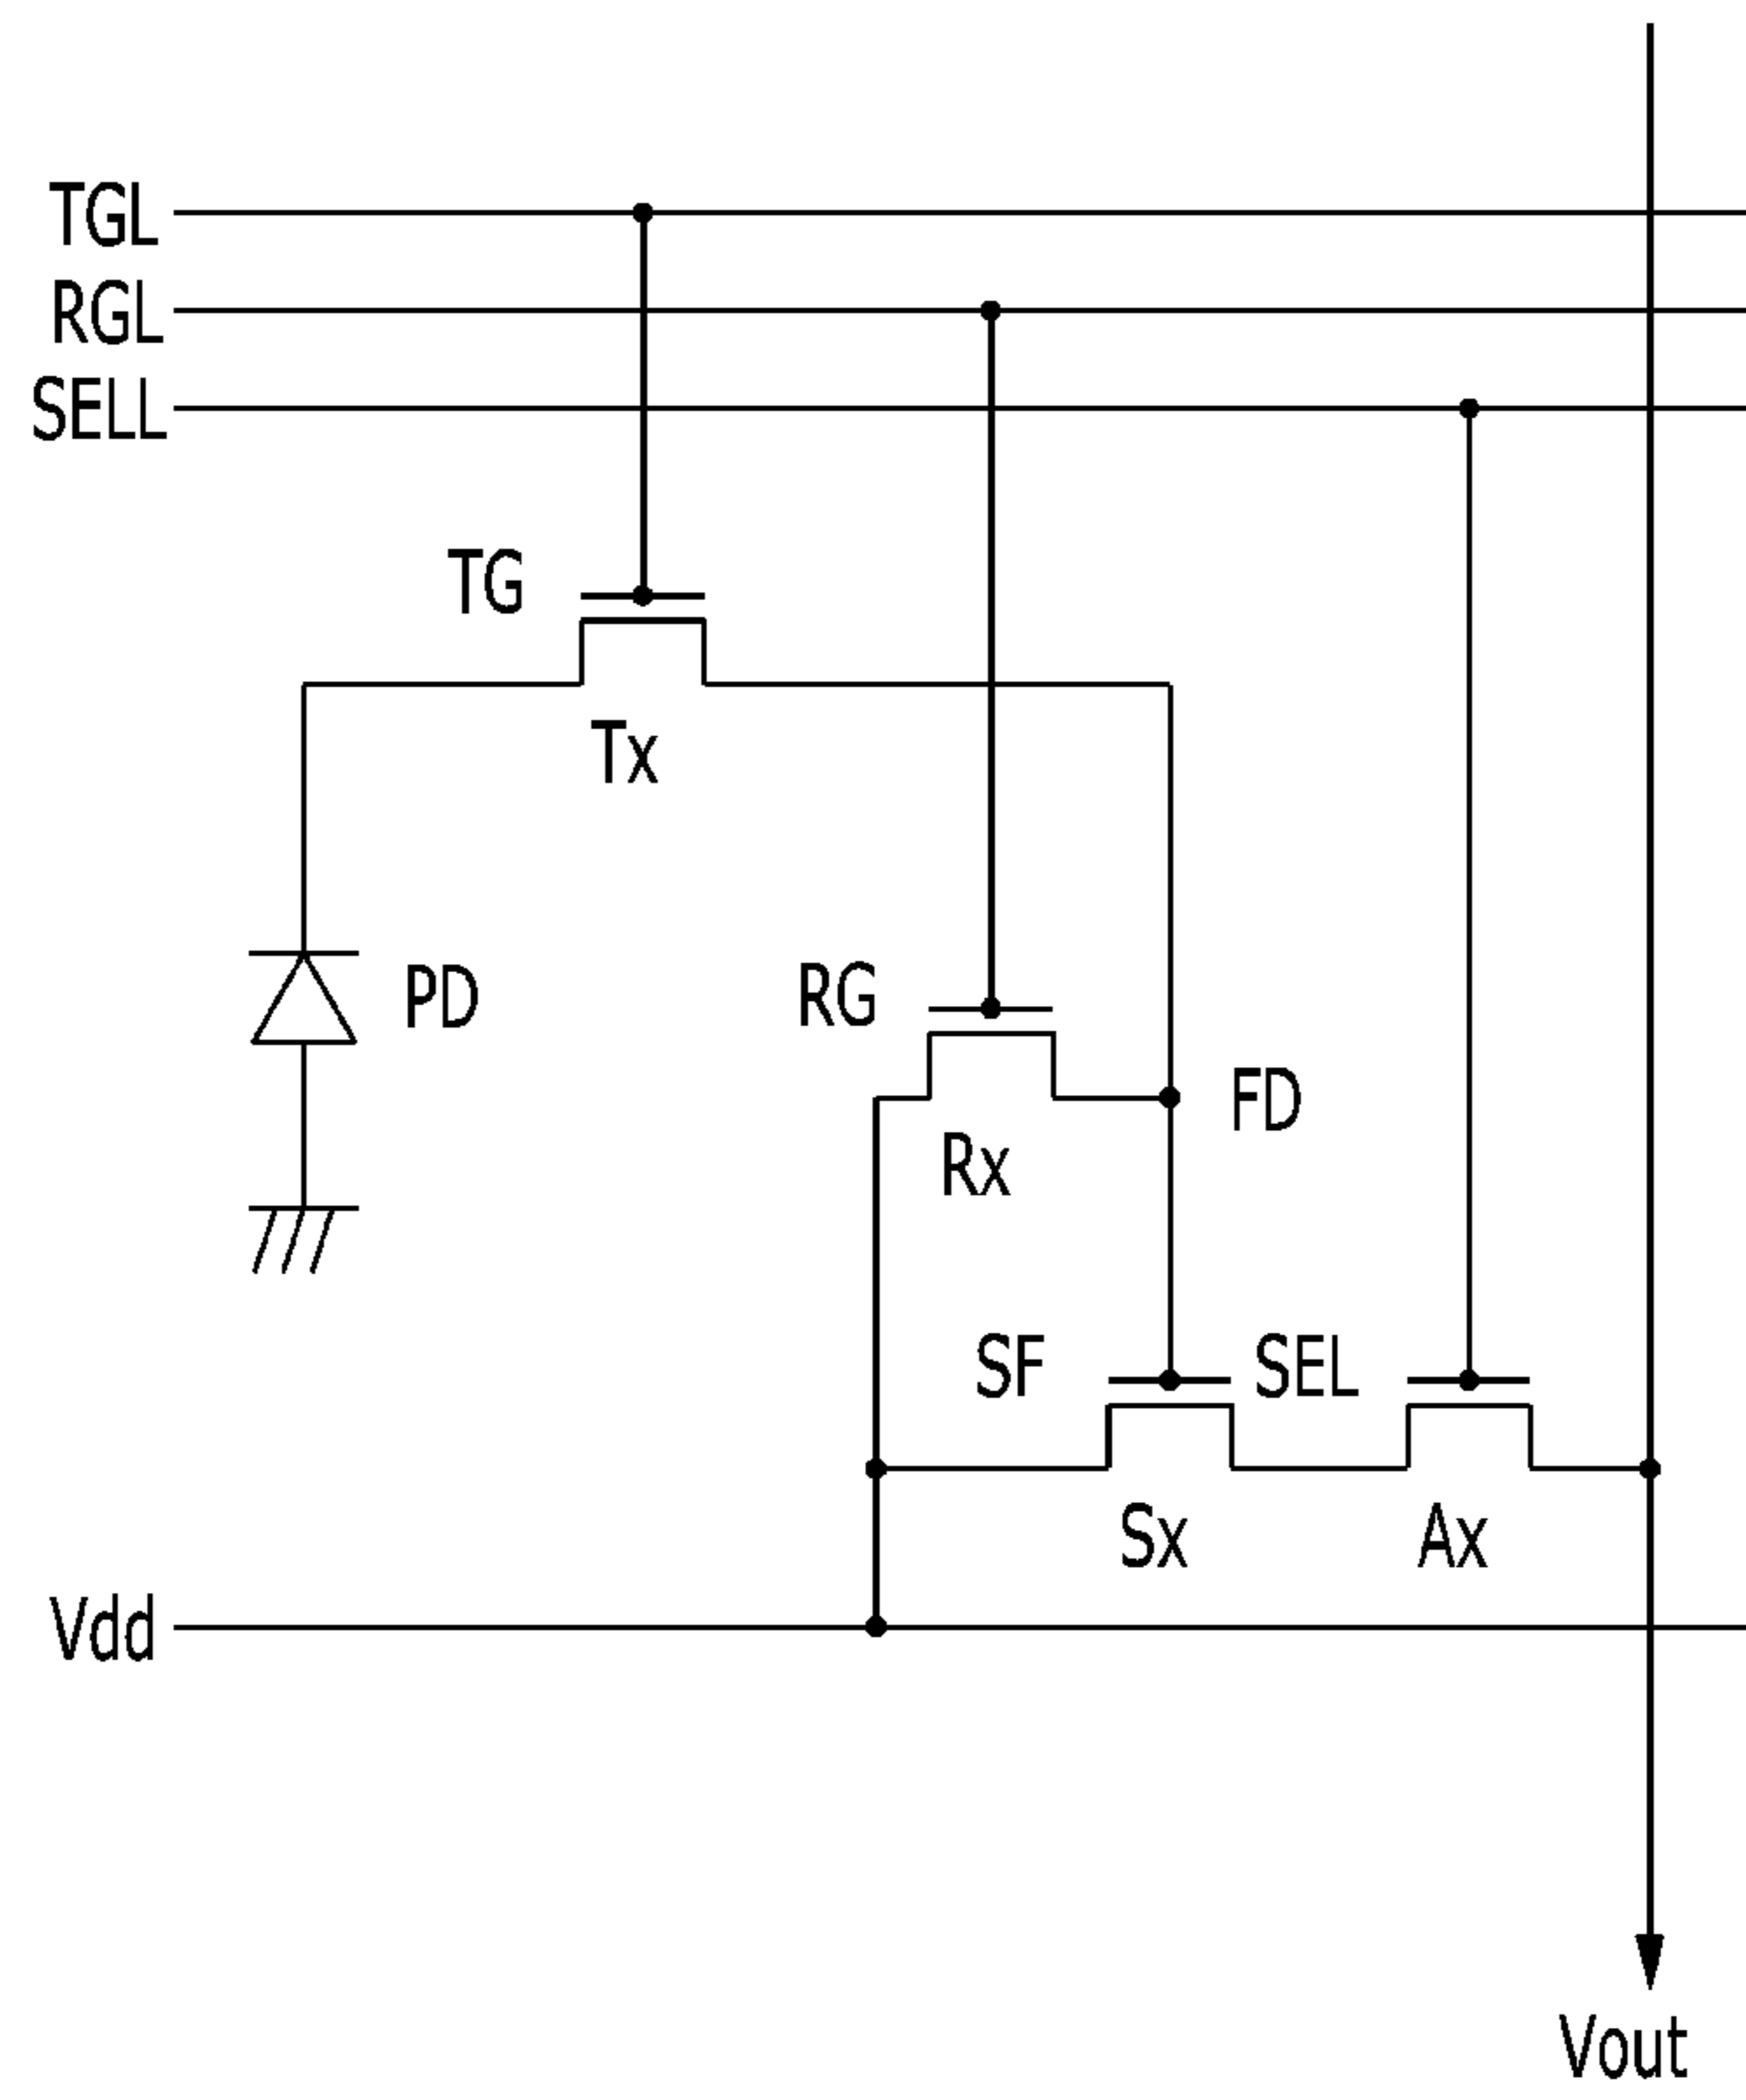 TGL
RGL
SELL
TG
Tx
PD
RG
FD
Rx
SF
SEL
Sx
Ax
Vdd
Vout